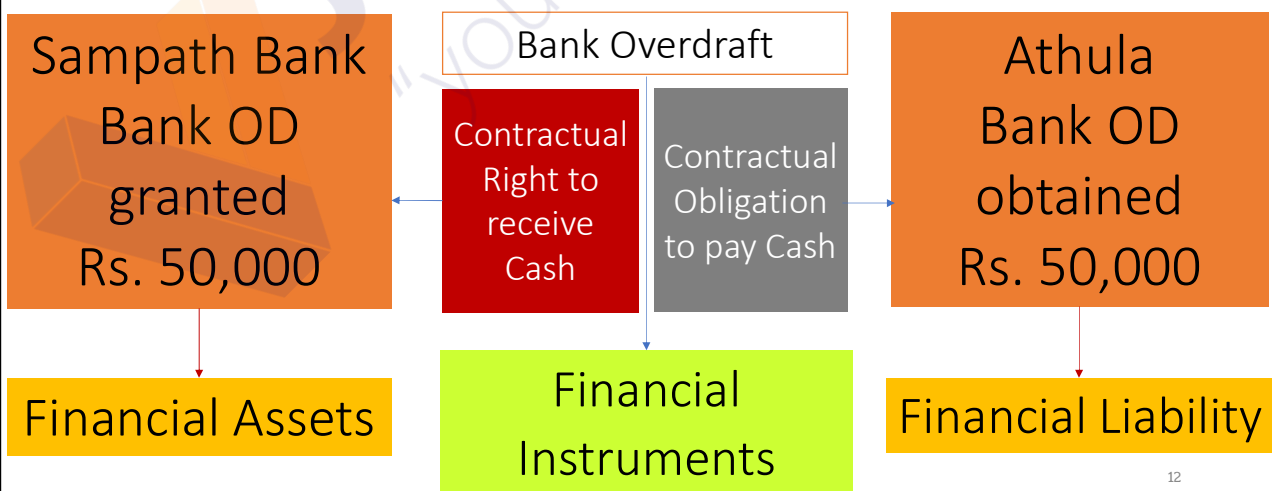 Sampath Bank
Bank OD
granted
Rs. 50,000
Bank Overdraft
Contractual
Right to
receive
Cash
Contractual
Obligation
to pay Cash
Athula
Bank OD
obtained
Rs. 50,000
Financial Assets
Financial
Instruments
Financial Liability
12